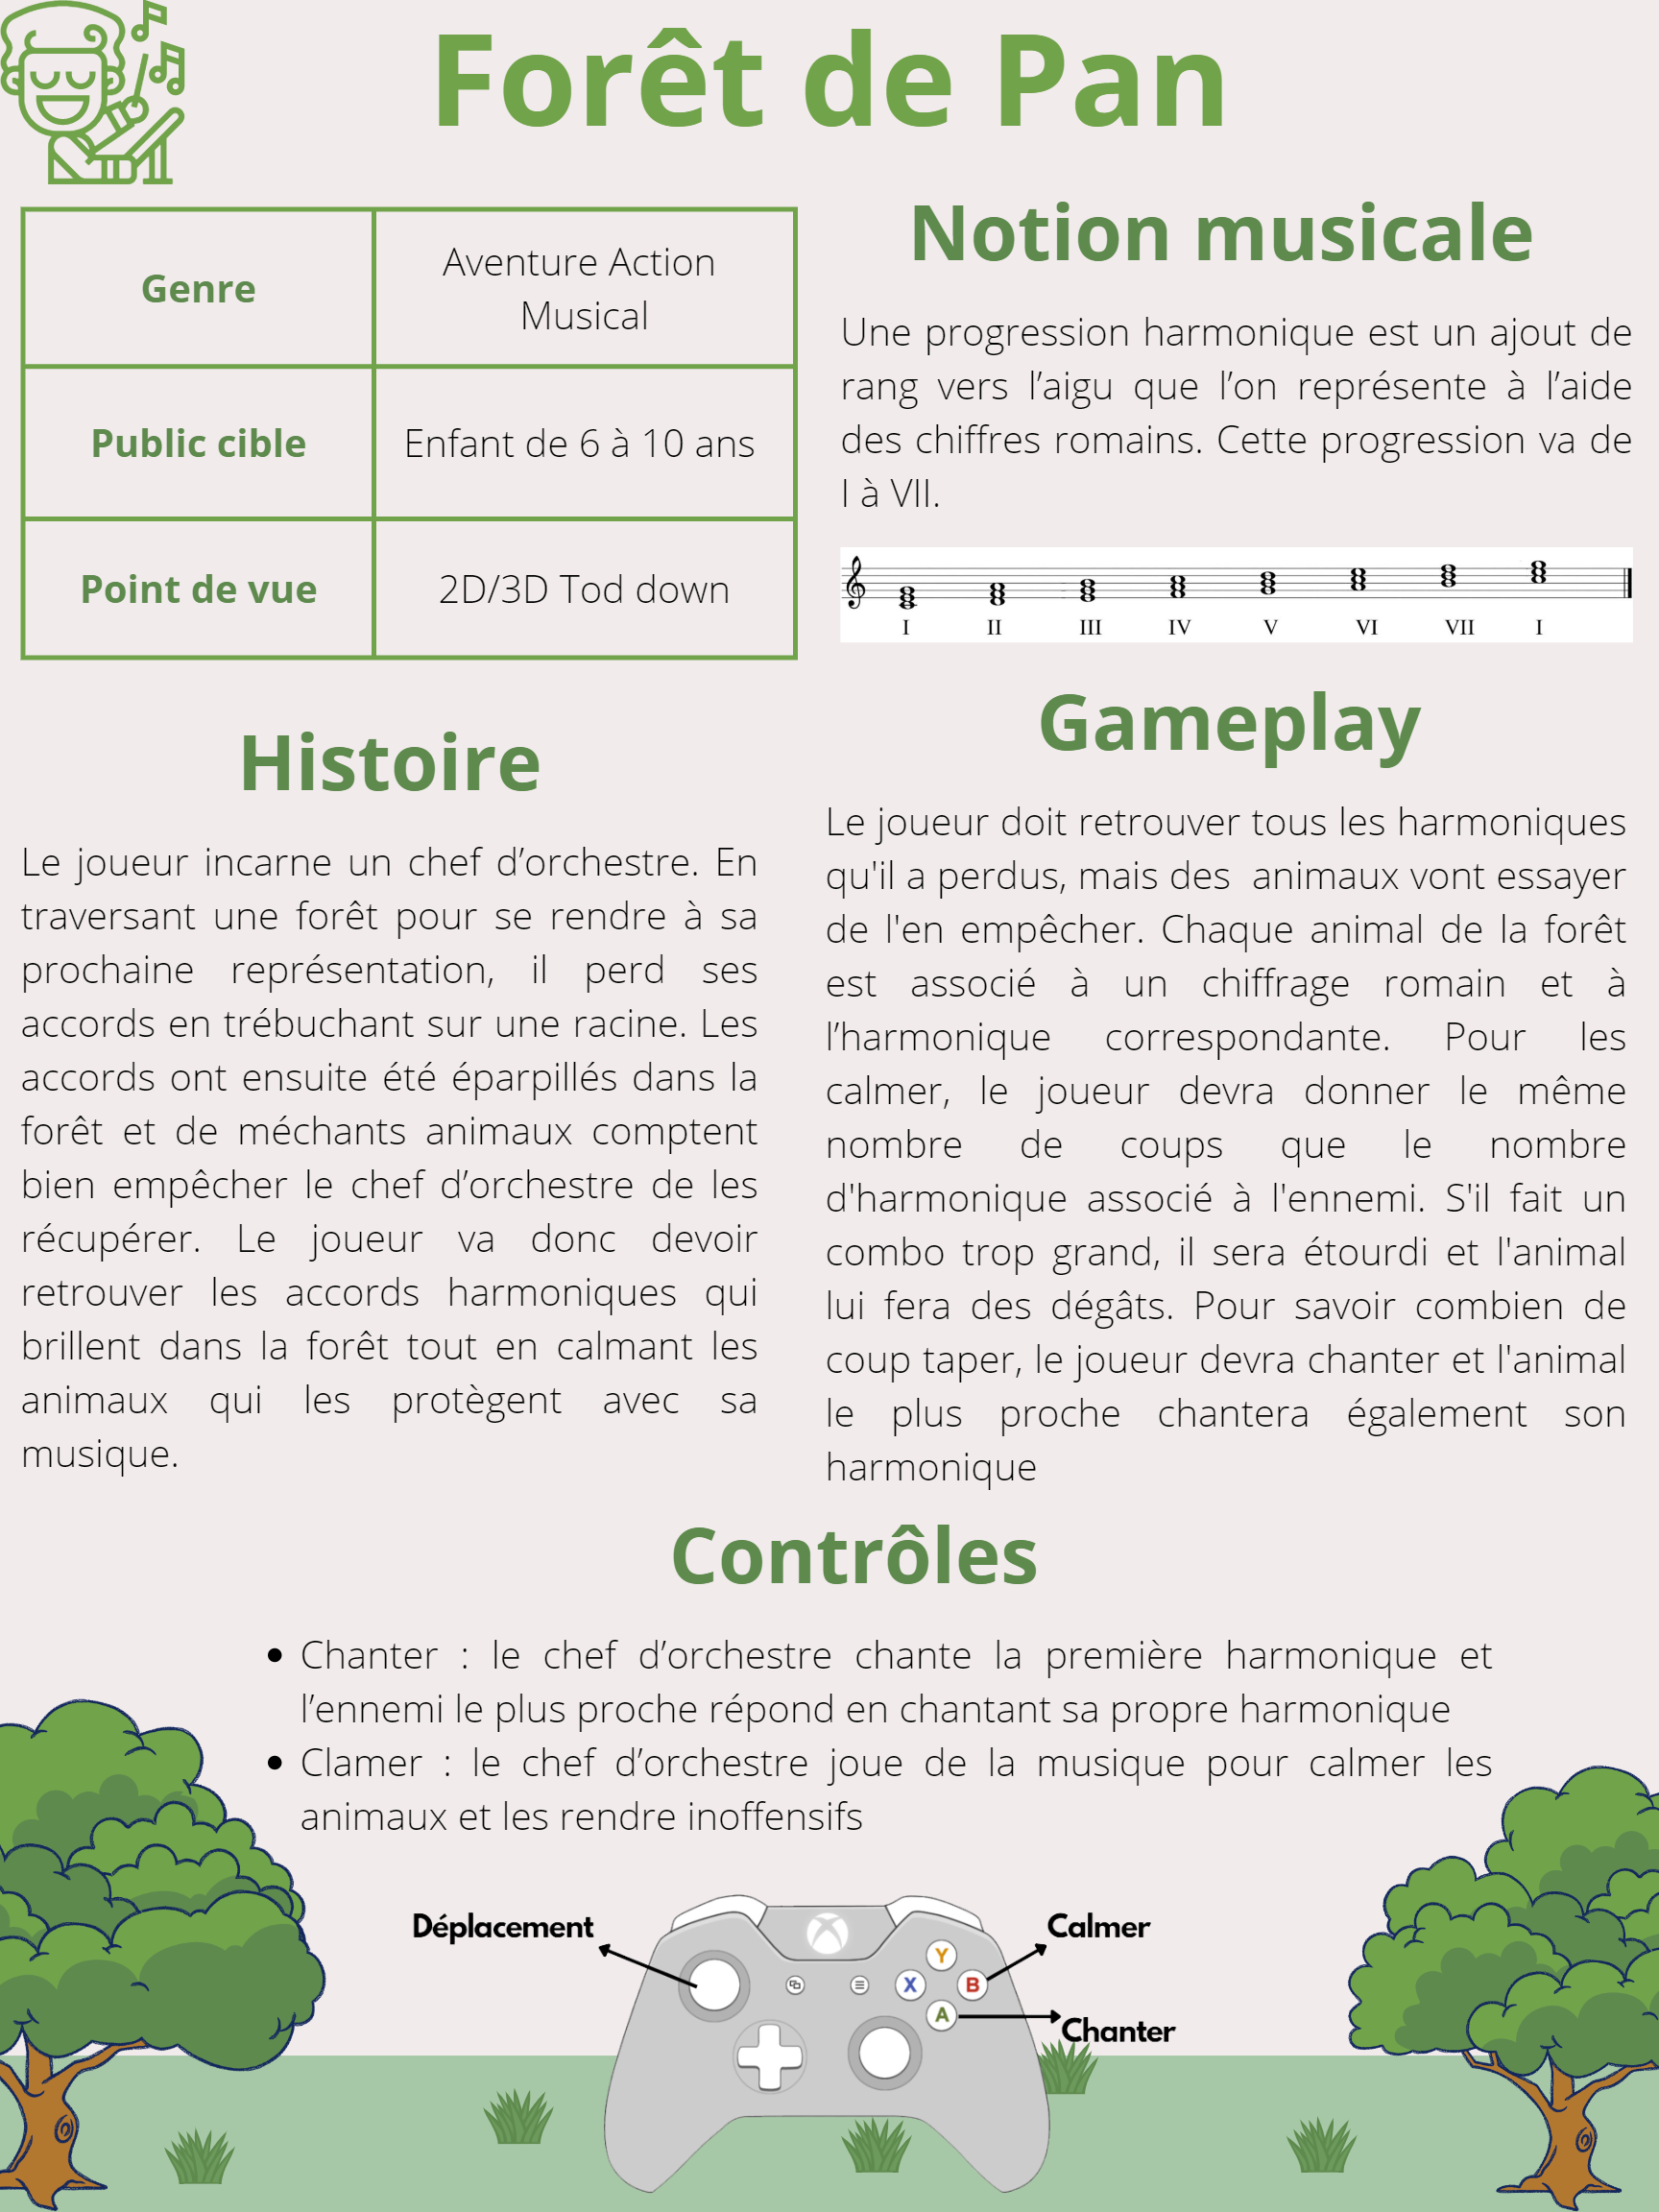 Forêt de Pan
Genre
Aventure Action
Musical
Public cible
Enfant de 6 à 10 ans
Point de vue
2D/3D Tod down
Notion musicale
Une progression harmonique est un ajout de
rang vers l’aigu que l’on représente à l’aide
des chiffres romains. Cette progression va de
I à VII.
I II III IV V VI VII I
Histoire
Le joueur incarne un chef d’orchestre. En
traversant une forêt pour se rendre à sa
prochaine représentation, il perd ses
accords en trébuchant sur une racine. Les
accords ont ensuite été éparpillés dans la
forêt et de méchants animaux comptent
bien empêcher le chef d’orchestre de les
récupérer. Le joueur va donc devoir
retrouver les accords harmoniques qui
brillent dans la forêt tout en calmant les
animaux qui les protègent avec sa
musique.
Gameplay
Le joueur doit retrouver tous les harmoniques
qu'il a perdus, mais des animaux vont essayer
de l'en empêcher. Chaque animal de la forêt
est associé à un chiffrage romain et à
l’harmonique correspondante. Pour les
calmer, le joueur devra donner le même
nombre de coups que le nombre
d'harmonique associé à l'ennemi. S'il fait un
combo trop grand, il sera étourdi et l'animal
lui fera des dégâts. Pour savoir combien de
coup taper, le joueur devra chanter et l'animal
le plus proche chantera également son
harmonique
Contrôles
• Chanter : le chef d’orchestre chante la première harmonique et
l’ennemi le plus proche répond en chantant sa propre harmonique
• Clamer : le chef d’orchestre joue de la musique pour calmer les
animaux et les rendre inoffensifs
Déplacement
Calmer
Y
X
B
A
Chanter